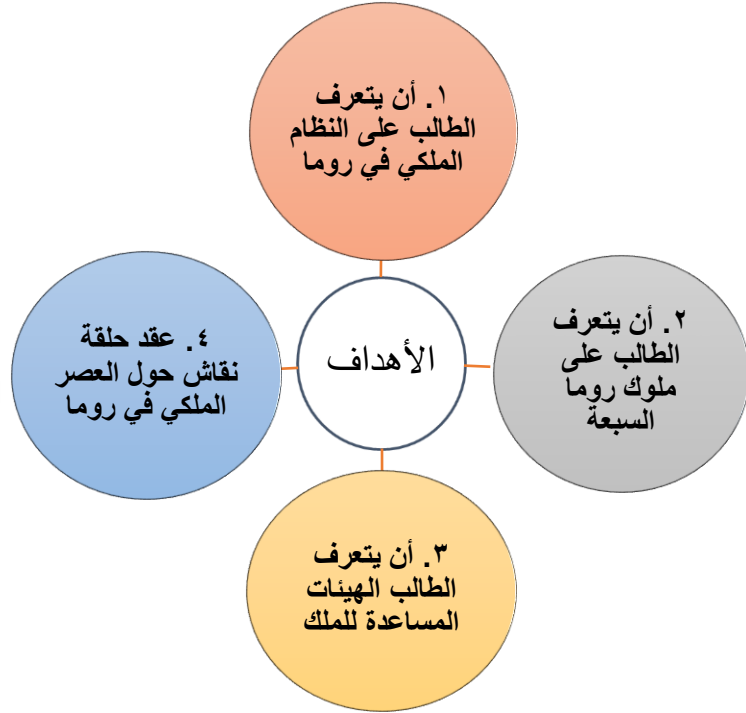 ١. أن يتعرف
الطالب على النظام
الملكي في روما
٢. أن يتعرف
الطالب على
ملوك روما
السبعة
الأهداف
٤. عقد حلقة
نقاش حول العصر
الملكي في روما
٣. أن يتعرف
الطالب الهيئات
المساعدة للملك